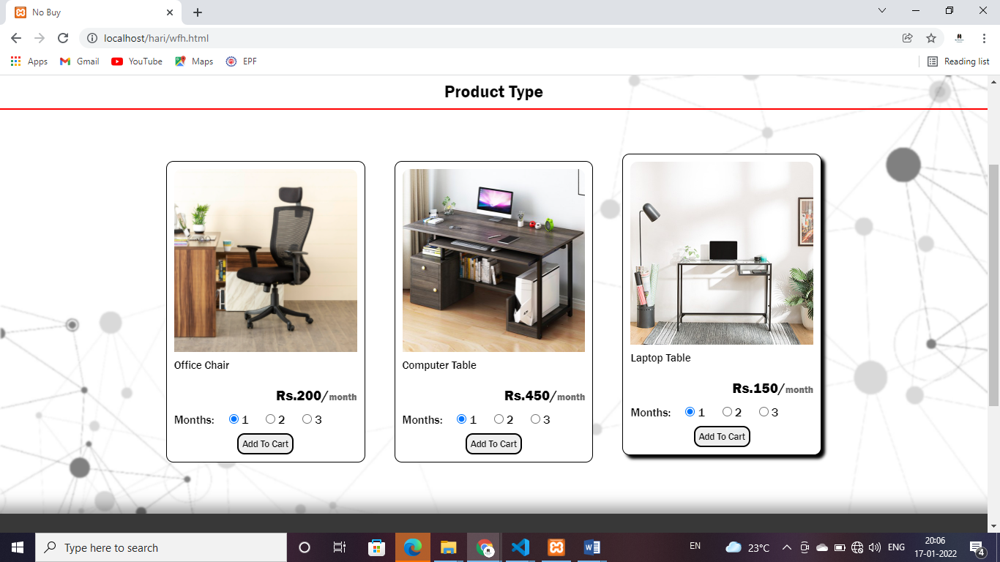 No Buy
localhost/hari/wfh.html
Apps Gmail YouTube Maps EPF Reading list
Product Type
Office Chair
Rs.200/month
Months: 1 2 3
Add To Cart
Computer Table
Rs.450/month
Months: 1 2 3
Add To Cart
Laptop Table
Rs.150/month
Months: 1 2 3
Add To Cart
Type here to search
EN
23°C
ENG
20:06
17-01-2022
4